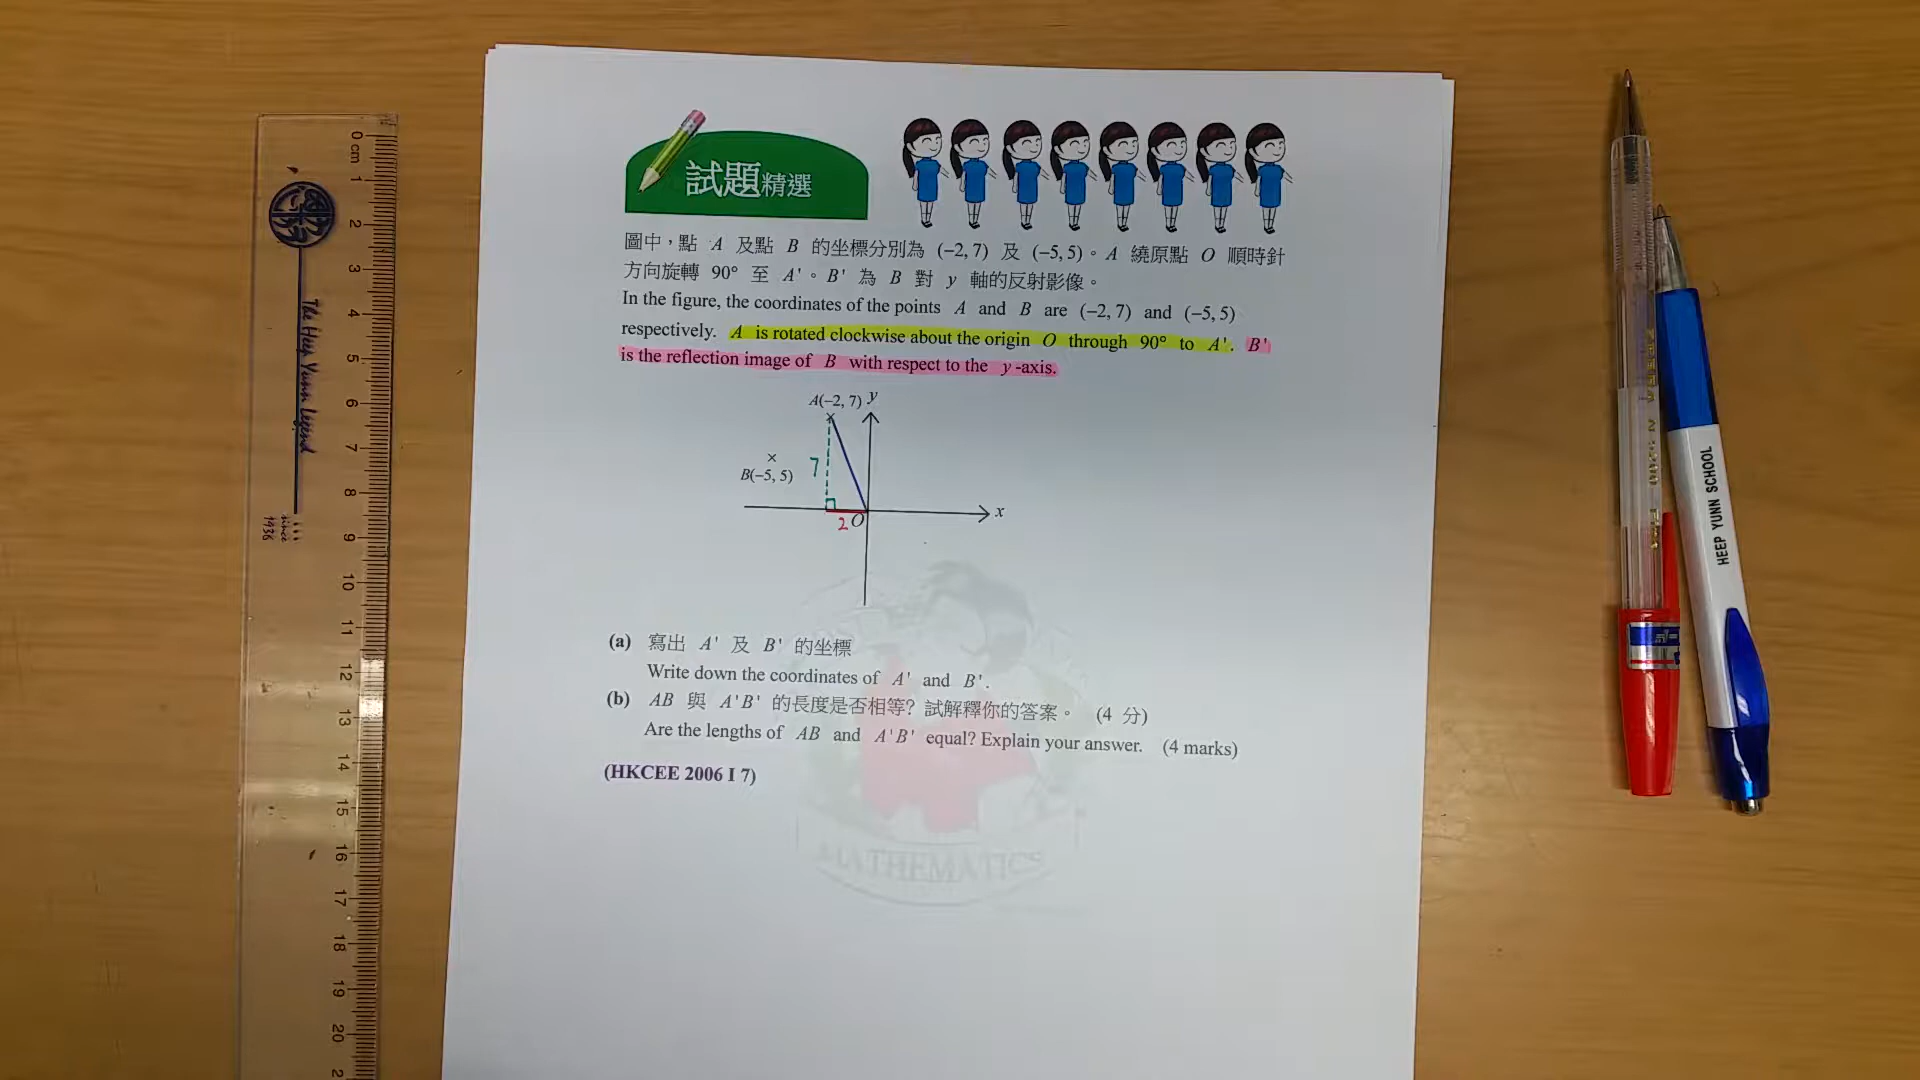 試題精選
圖中，點 A 及點 B 的坐標分別為 (−2, 7) 及 (−5, 5)。A 繞原點 O 順時針
方向旋轉 90° 至 A'。B' 為 B 對 y 軸的反射影像。
In the figure, the coordinates of the points A and B are (−2, 7) and (−5, 5)
respectively. A is rotated clockwise about the origin O through 90° to A'. B'
is the reflection image of B with respect to the y-axis.
A(−2, 7) y
B(−5, 5) 7
2 O x
(a) 寫出 A' 及 B' 的坐標
Write down the coordinates of A' and B'.
(b) AB 與 A'B' 的長度是否相等? 試解釋你的答案。 (4 分)
Are the lengths of AB and A'B' equal? Explain your answer. (4 marks)
(HKCEE 2006 I 7)
MATHEMATICS
0 cm 1 2 3 4 5 6 7 8 9 10 11 12 13 14 15 16 17 18 19 20 2
The Heep Yunn Legend
since
1936
HEEP YUNN SCHOOL